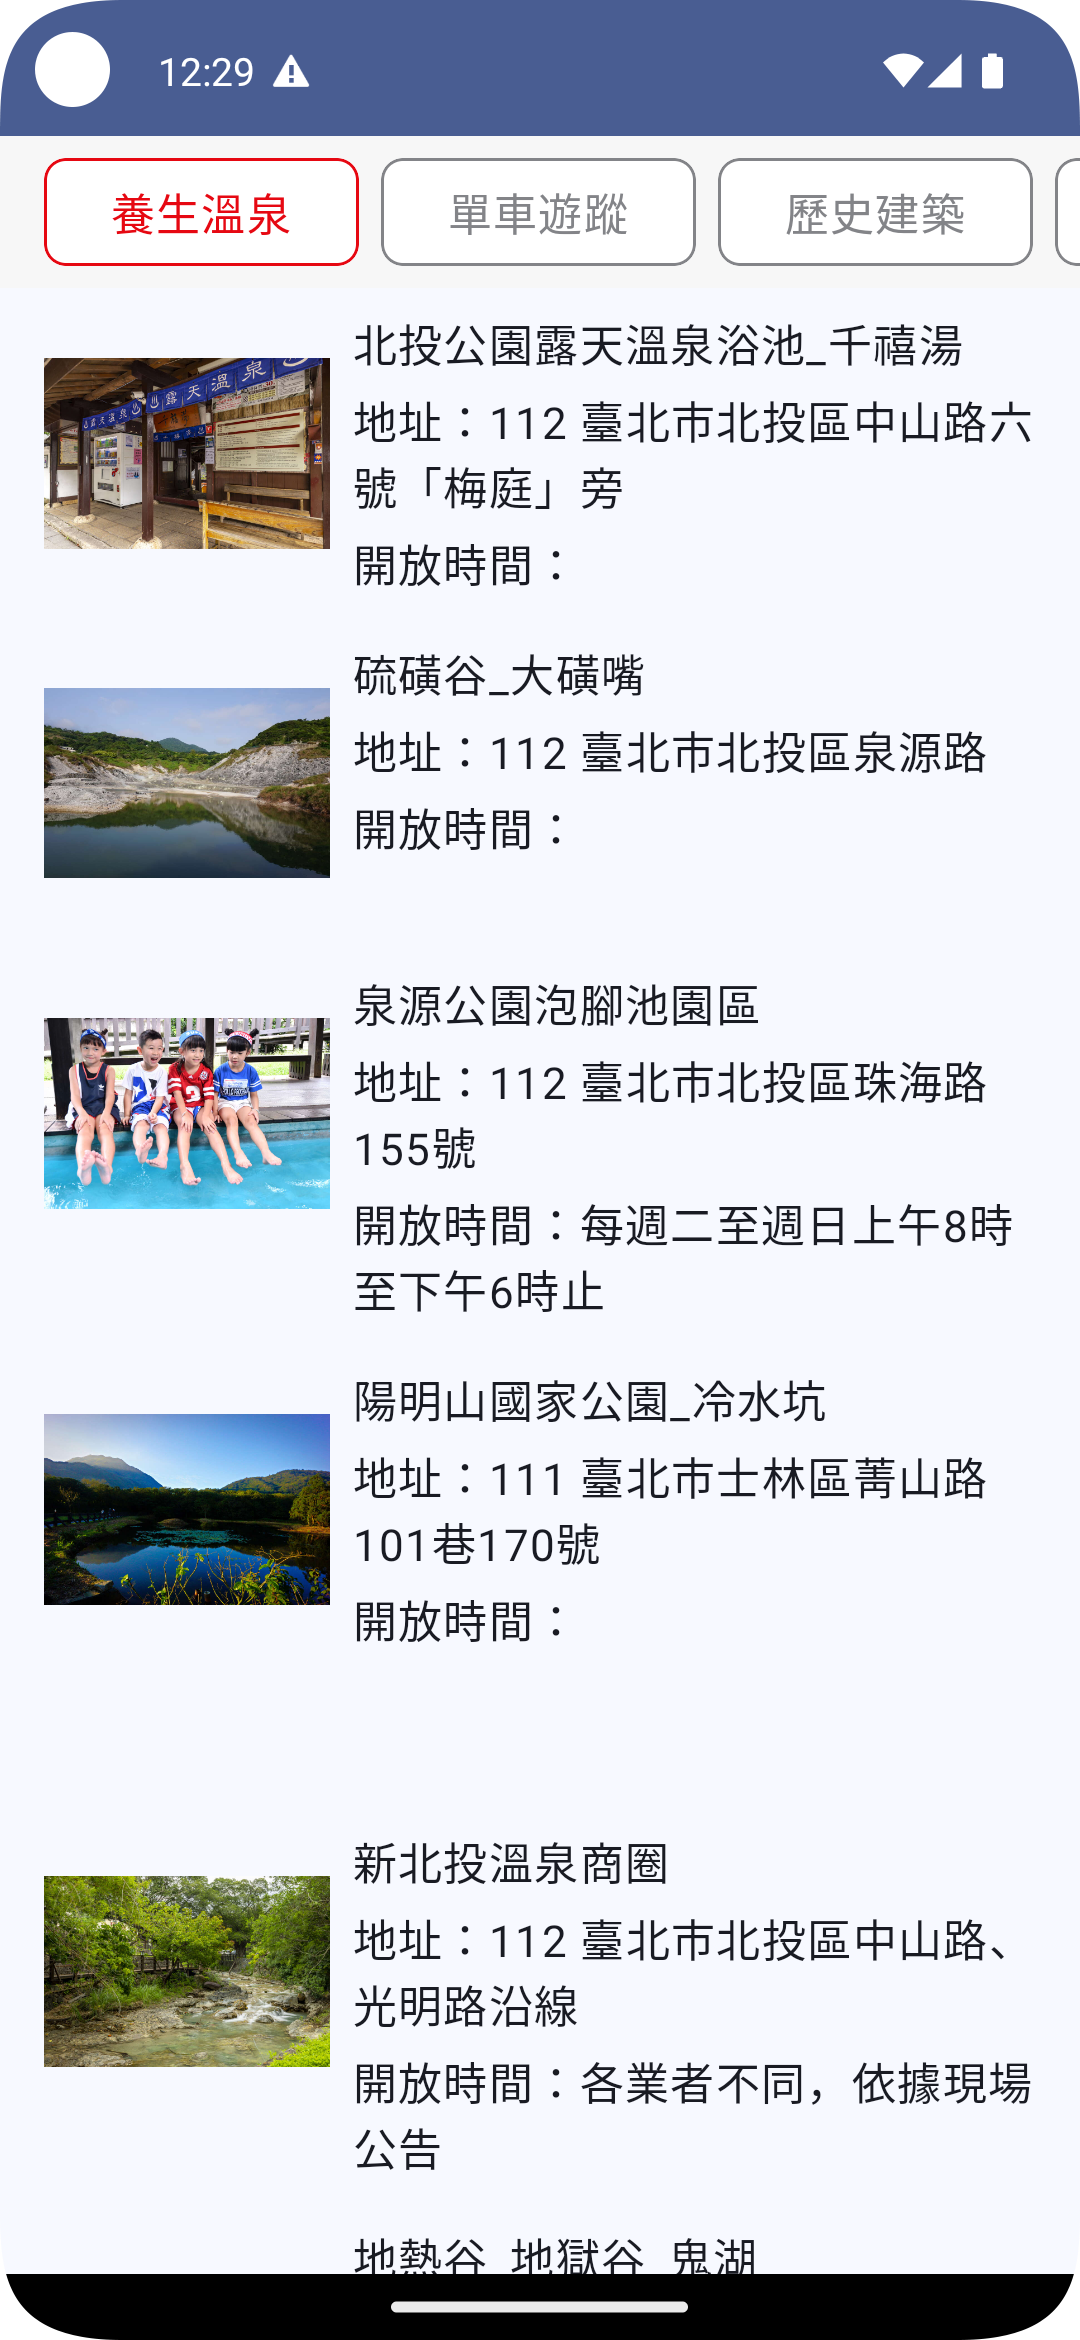 12:29
養生溫泉
單車遊蹤
歷史建築
北投公園露天溫泉浴池_千禧湯
地址：112 臺北市北投區中山路六
號「梅庭」旁
開放時間：
露天溫泉
露天溫泉
硫磺谷_大磺嘴
地址：112 臺北市北投區泉源路
開放時間：
泉源公園泡腳池園區
地址：112 臺北市北投區珠海路
155號
開放時間：每週二至週日上午8時
至下午6時止
陽明山國家公園_冷水坑
地址：111 臺北市士林區菁山路
101巷170號
開放時間：
新北投溫泉商圈
地址：112 臺北市北投區中山路、
光明路沿線
開放時間：各業者不同，依據現場
公告
地熱谷_地獄谷_鬼湖